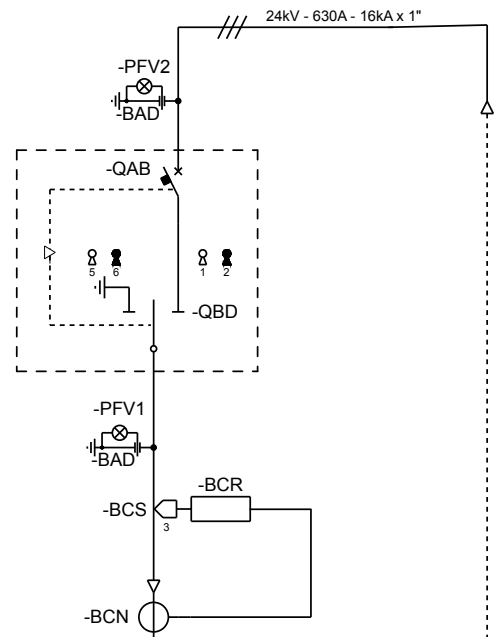 24kV - 630A - 16kA x 1"
-PFV2
-BAD
-QAB
5
6
1
2
-QBD
-PFV1
-BAD
-BCR
-BCS
3
-BCN